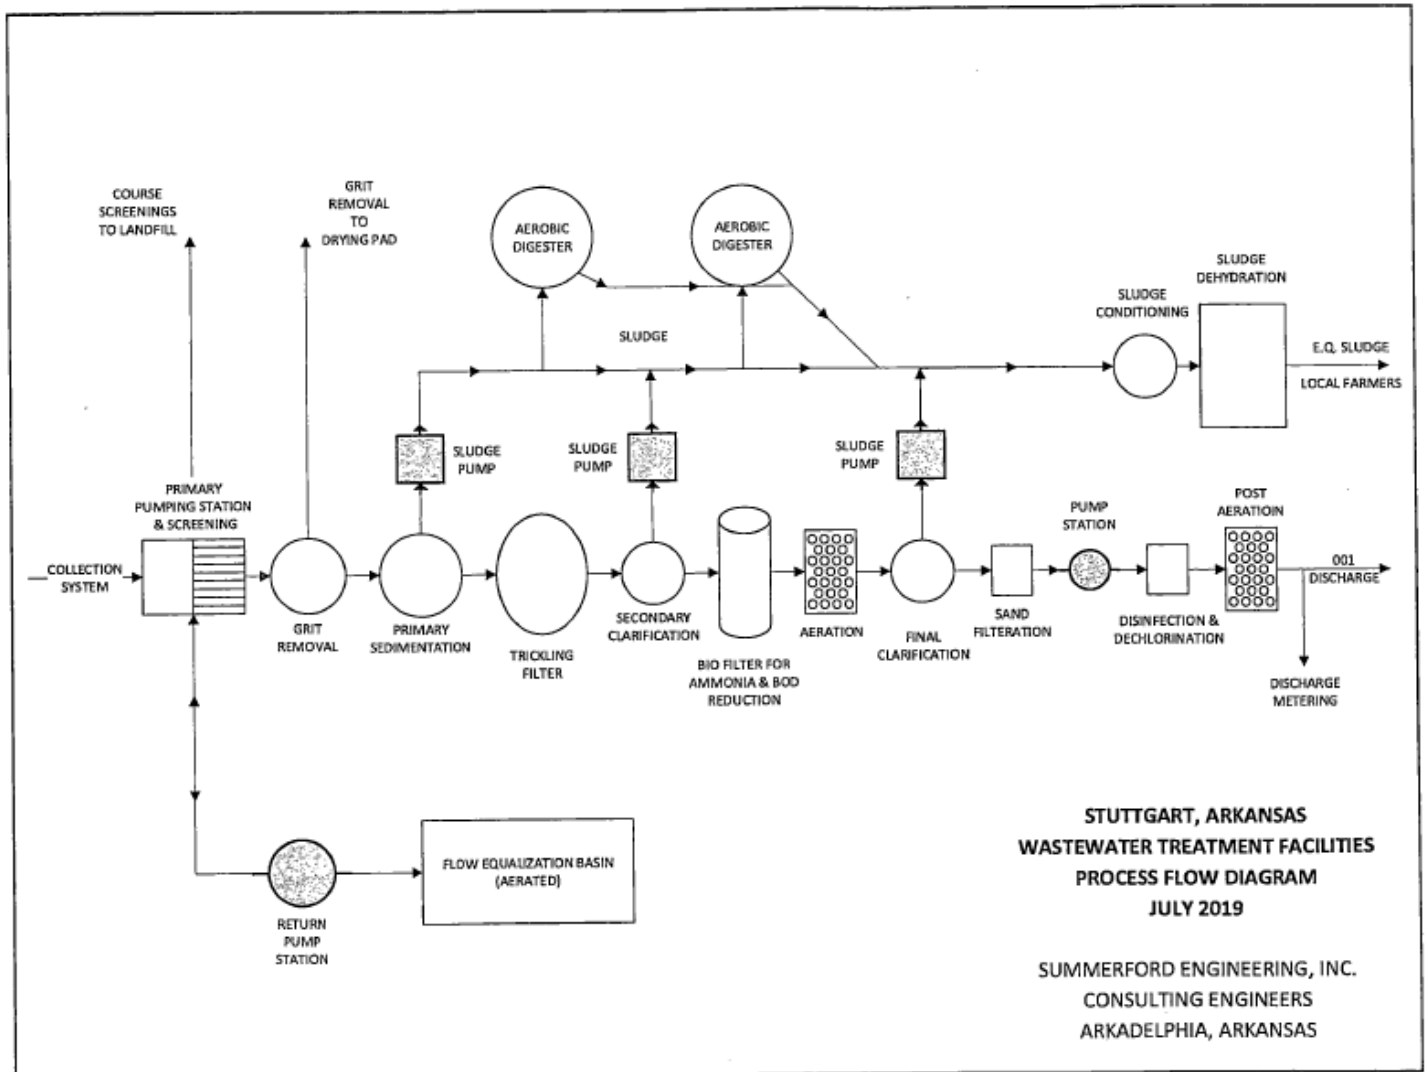 COURSE
SCREENINGS
TO LANDFILL
GRIT
REMOVAL
TO
DRYING PAD
AEROBIC
DIGESTER
AEROBIC
DIGESTER
SLUDGE
SLUDGE
CONDITIONING
SLUDGE
DEHYDRATION
E.Q. SLUDGE
LOCAL FARMERS
SLUDGE
PUMP
SLUDGE
PUMP
SLUDGE
PUMP
PRIMARY
PUMPING STATION
& SCREENING
PUMP
STATION
POST
AERATIOIN
COLLECTION
SYSTEM
001
DISCHARGE
GRIT
REMOVAL
PRIMARY
SEDIMENTATION
TRICKLING
FILTER
SECONDARY
CLARIFICATION
BIO FILTER FOR
AMMONIA & BOD
REDUCTION
AERATION
FINAL
CLARIFICATION
SAND
FILTERATION
DISINFECTION &
DECHLORINATION
DISCHARGE
METERING
FLOW EQUALIZATION BASIN
(AERATED)
RETURN
PUMP
STATION
STUTTGART, ARKANSAS
WASTEWATER TREATMENT FACILITIES
PROCESS FLOW DIAGRAM
JULY 2019
SUMMERFORD ENGINEERING, INC.
CONSULTING ENGINEERS
ARKADELPHIA, ARKANSAS